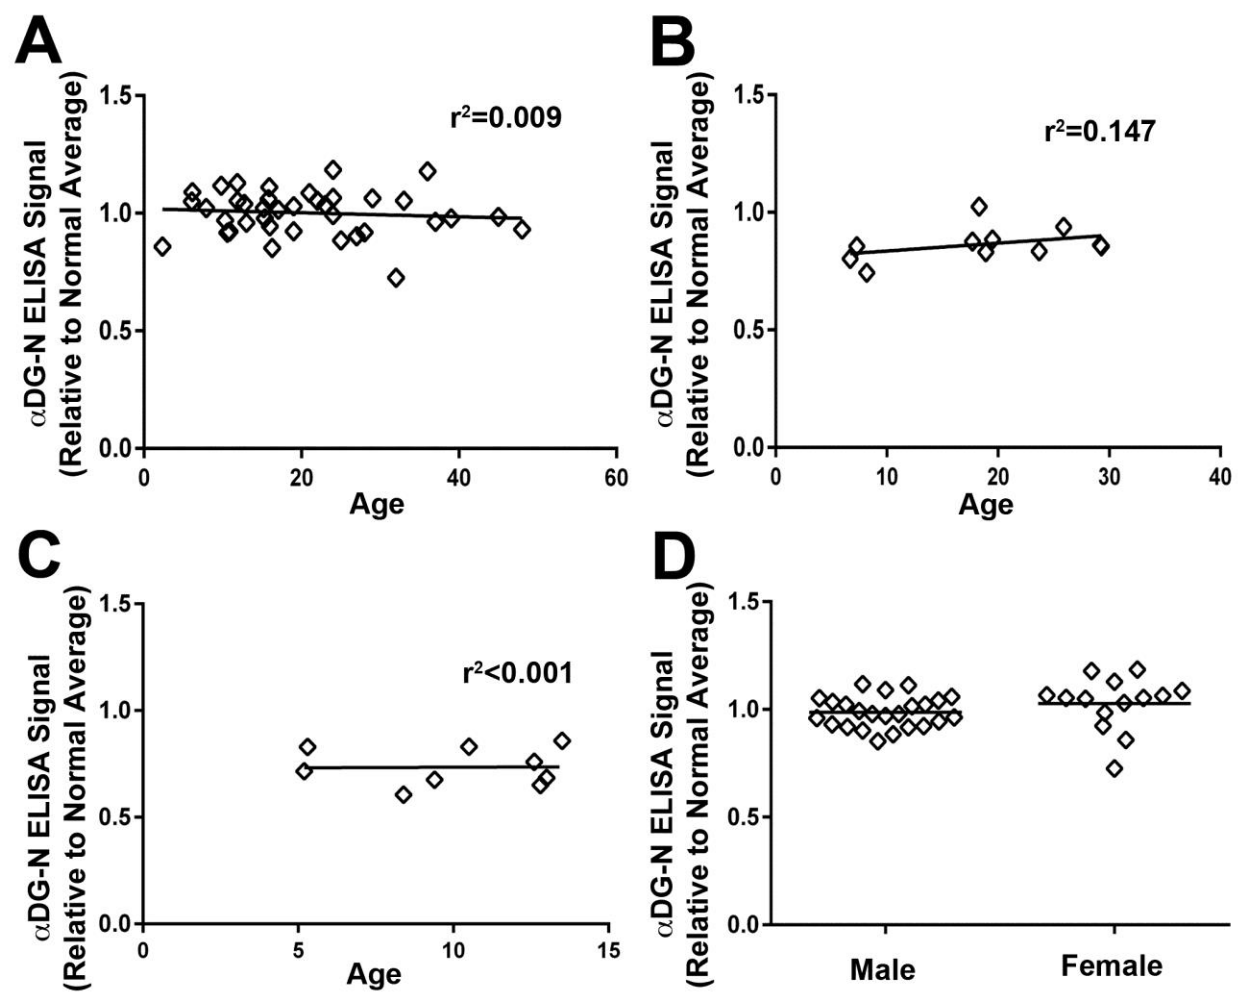 A
αDG-N ELISA Signal
(Relative to Normal Average)
1.5
1.0
0.5
0.0
r²=0.009
0 20 40 60
Age
B
αDG-N ELISA Signal
(Relative to Normal Average)
1.5
1.0
0.5
0.0
r²=0.147
0 10 20 30 40
Age
C
αDG-N ELISA Signal
(Relative to Normal Average)
1.5
1.0
0.5
0.0
r²<0.001
0 5 10 15
Age
D
αDG-N ELISA Signal
(Relative to Normal Average)
1.5
1.0
0.5
0.0
Male Female